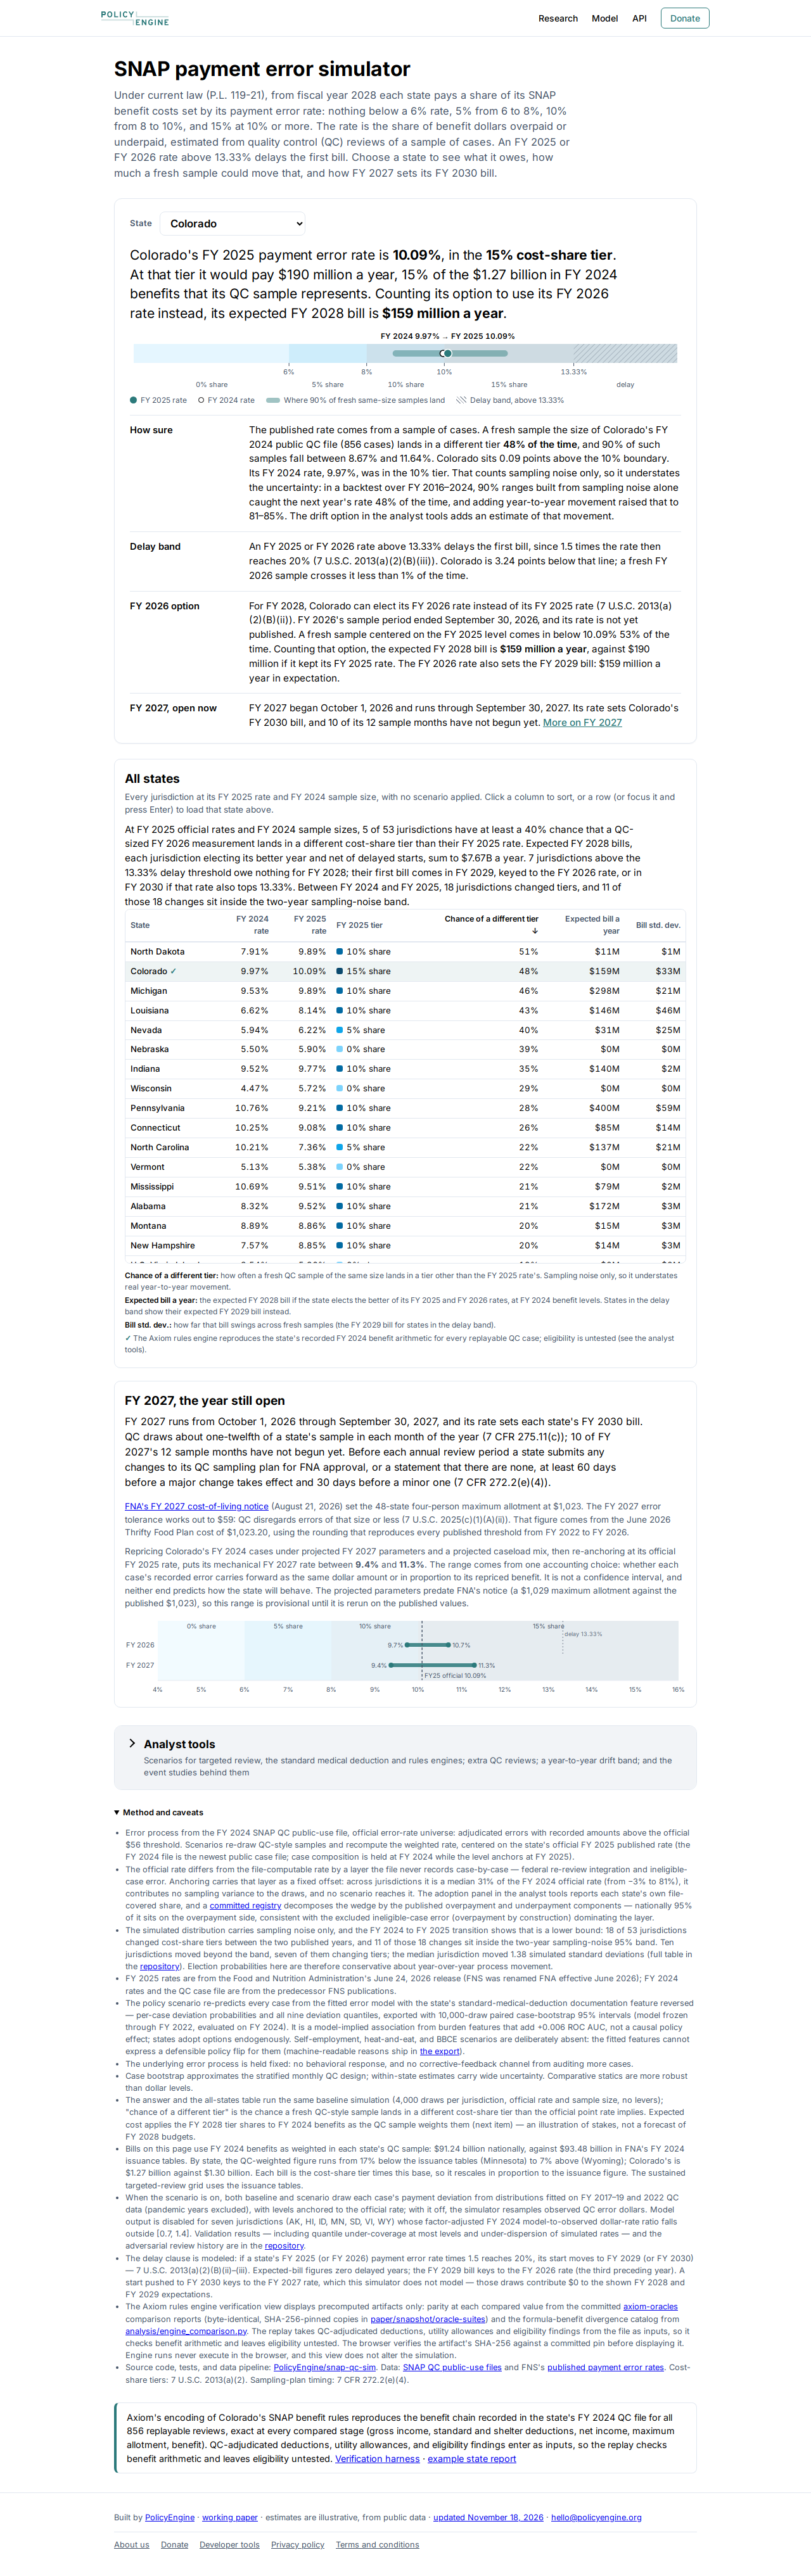 POLICY
ENGINE
Research
Model
API
Donate
SNAP payment error simulator
Under current law (P.L. 119-21), from fiscal year 2028 each state pays a share of its SNAP
benefit costs set by its payment error rate: nothing below a 6% rate, 5% from 6 to 8%, 10%
from 8 to 10%, and 15% at 10% or more. The rate is the share of benefit dollars overpaid or
underpaid, estimated from quality control (QC) reviews of a sample of cases. An FY 2025 or
FY 2026 rate above 13.33% delays the first bill. Choose a state to see what it owes, how
much a fresh sample could move that, and how FY 2027 sets its FY 2030 bill.
State
Colorado
Colorado's FY 2025 payment error rate is 10.09%, in the 15% cost-share tier.
At that tier it would pay $190 million a year, 15% of the $1.27 billion in FY 2024
benefits that its QC sample represents. Counting its option to use its FY 2026
rate instead, its expected FY 2028 bill is $159 million a year.
FY 2024 9.97% → FY 2025 10.09%
6% 8% 10% 13.33%
0% share 5% share 10% share 15% share delay
FY 2025 rate FY 2024 rate Where 90% of fresh same-size samples land Delay band, above 13.33%
How sure
The published rate comes from a sample of cases. A fresh sample the size of Colorado's FY
2024 public QC file (856 cases) lands in a different tier 48% of the time, and 90% of such
samples fall between 8.67% and 11.64%. Colorado sits 0.09 points above the 10% boundary.
Its FY 2024 rate, 9.97%, was in the 10% tier. That counts sampling noise only, so it understates
the uncertainty: in a backtest over FY 2016–2024, 90% ranges built from sampling noise alone
caught the next year's rate 48% of the time, and adding year-to-year movement raised that to
81–85%. The drift option in the analyst tools adds an estimate of that movement.
Delay band
An FY 2025 or FY 2026 rate above 13.33% delays the first bill, since 1.5 times the rate then
reaches 20% (7 U.S.C. 2013(a)(2)(B)(iii)). Colorado is 3.24 points below that line; a fresh FY
2026 sample crosses it less than 1% of the time.
FY 2026 option
For FY 2028, Colorado can elect its FY 2026 rate instead of its FY 2025 rate (7 U.S.C. 2013(a)
(2)(B)(ii)). FY 2026's sample period ended September 30, 2026, and its rate is not yet
published. A fresh sample centered on the FY 2025 level comes in below 10.09% 53% of the
time. Counting that option, the expected FY 2028 bill is $159 million a year, against $190
million if it kept its FY 2025 rate. The FY 2026 rate also sets the FY 2029 bill: $159 million a
year in expectation.
FY 2027, open now
FY 2027 began October 1, 2026 and runs through September 30, 2027. Its rate sets Colorado's
FY 2030 bill, and 10 of its 12 sample months have not begun yet. More on FY 2027
All states
Every jurisdiction at its FY 2025 rate and FY 2024 sample size, with no scenario applied. Click a column to sort, or a row (or focus it and
press Enter) to load that state above.
At FY 2025 official rates and FY 2024 sample sizes, 5 of 53 jurisdictions have at least a 40% chance that a QC-
sized FY 2026 measurement lands in a different cost-share tier than their FY 2025 rate. Expected FY 2028 bills,
each jurisdiction electing its better year and net of delayed starts, sum to $7.67B a year. 7 jurisdictions above the
13.33% delay threshold owe nothing for FY 2028; their first bill comes in FY 2029, keyed to the FY 2026 rate, or in
FY 2030 if that rate also tops 13.33%. Between FY 2024 and FY 2025, 18 jurisdictions changed tiers, and 11 of
those 18 changes sit inside the two-year sampling-noise band.
State FY 2024 rate FY 2025 rate FY 2025 tier Chance of a different tier ↓ Expected bill a year Bill std. dev.
North Dakota 7.91% 9.89% 10% share 51% $11M $1M
Colorado ✓ 9.97% 10.09% 15% share 48% $159M $33M
Michigan 9.53% 9.89% 10% share 46% $298M $21M
Louisiana 6.62% 8.14% 10% share 43% $146M $46M
Nevada 5.94% 6.22% 5% share 40% $31M $25M
Nebraska 5.50% 5.90% 0% share 39% $0M $0M
Indiana 9.52% 9.77% 10% share 35% $140M $2M
Wisconsin 4.47% 5.72% 0% share 29% $0M $0M
Pennsylvania 10.76% 9.21% 10% share 28% $400M $59M
Connecticut 10.25% 9.08% 10% share 26% $85M $14M
North Carolina 10.21% 7.36% 5% share 22% $137M $21M
Vermont 5.13% 5.38% 0% share 22% $0M $0M
Mississippi 10.69% 9.51% 10% share 21% $79M $2M
Alabama 8.32% 9.52% 10% share 21% $172M $3M
Montana 8.89% 8.86% 10% share 20% $15M $3M
New Hampshire 7.57% 8.85% 10% share 20% $14M $3M
Chance of a different tier: how often a fresh QC sample of the same size lands in a tier other than the FY 2025 rate's. Sampling noise only, so it understates
real year-to-year movement.
Expected bill a year: the expected FY 2028 bill if the state elects the better of its FY 2025 and FY 2026 rates, at FY 2024 benefit levels. States in the delay
band show their expected FY 2029 bill instead.
Bill std. dev.: how far that bill swings across fresh samples (the FY 2029 bill for states in the delay band).
✓ The Axiom rules engine reproduces the state's recorded FY 2024 benefit arithmetic for every replayable QC case; eligibility is untested (see the analyst
tools).
FY 2027, the year still open
FY 2027 runs from October 1, 2026 through September 30, 2027, and its rate sets each state's FY 2030 bill.
QC draws about one-twelfth of a state's sample in each month of the year (7 CFR 275.11(c)); 10 of FY
2027's 12 sample months have not begun yet. Before each annual review period a state submits any
changes to its QC sampling plan for FNA approval, or a statement that there are none, at least 60 days
before a major change takes effect and 30 days before a minor one (7 CFR 272.2(e)(4)).
FNA's FY 2027 cost-of-living notice (August 21, 2026) set the 48-state four-person maximum allotment at $1,023. The FY 2027 error
tolerance works out to $59: QC disregards errors of that size or less (7 U.S.C. 2025(c)(1)(A)(ii)). That figure comes from the June 2026
Thrifty Food Plan cost of $1,023.20, using the rounding that reproduces every published threshold from FY 2022 to FY 2026.
Repricing Colorado's FY 2024 cases under projected FY 2027 parameters and a projected caseload mix, then re-anchoring at its official
FY 2025 rate, puts its mechanical FY 2027 rate between 9.4% and 11.3%. The range comes from one accounting choice: whether each
case's recorded error carries forward as the same dollar amount or in proportion to its repriced benefit. It is not a confidence interval, and
neither end predicts how the state will behave. The projected parameters predate FNA's notice (a $1,029 maximum allotment against the
published $1,023), so this range is provisional until it is rerun on the published values.
0% share 5% share 10% share 15% share
delay 13.33%
FY 2026 9.7% 10.7%
FY 2027 9.4% 11.3%
FY25 official 10.09%
4% 5% 6% 7% 8% 9% 10% 11% 12% 13% 14% 15% 16%
Analyst tools
Scenarios for targeted review, the standard medical deduction and rules engines; extra QC reviews; a year-to-year drift band; and the
event studies behind them
▼ Method and caveats
• Error process from the FY 2024 SNAP QC public-use file, official error-rate universe: adjudicated errors with recorded amounts above the official
$56 threshold. Scenarios re-draw QC-style samples and recompute the weighted rate, centered on the state's official FY 2025 published rate (the
FY 2024 file is the newest public case file; case composition is held at FY 2024 while the level anchors at FY 2025).
• The official rate differs from the file-computable rate by a layer the file never records case-by-case — federal re-review integration and ineligible-
case error. Anchoring carries that layer as a fixed offset: across jurisdictions it is a median 31% of the FY 2024 official rate (from −3% to 81%), it
contributes no sampling variance to the draws, and no scenario reaches it. The adoption panel in the analyst tools reports each state's own file-
covered share, and a committed registry decomposes the wedge by the published overpayment and underpayment components — nationally 95%
of it sits on the overpayment side, consistent with the excluded ineligible-case error (overpayment by construction) dominating the layer.
• The simulated distribution carries sampling noise only, and the FY 2024 to FY 2025 transition shows that is a lower bound: 18 of 53 jurisdictions
changed cost-share tiers between the two published years, and 11 of those 18 changes sit inside the two-year sampling-noise 95% band. Ten
jurisdictions moved beyond the band, seven of them changing tiers; the median jurisdiction moved 1.38 simulated standard deviations (full table in
the repository). Election probabilities here are therefore conservative about year-over-year process movement.
• FY 2025 rates are from the Food and Nutrition Administration's June 24, 2026 release (FNS was renamed FNA effective June 2026); FY 2024
rates and the QC case file are from the predecessor FNS publications.
• The policy scenario re-predicts every case from the fitted error model with the state's standard-medical-deduction documentation feature reversed
— per-case deviation probabilities and all nine deviation quantiles, exported with 10,000-draw paired case-bootstrap 95% intervals (model frozen
through FY 2022, evaluated on FY 2024). It is a model-implied association from burden features that add +0.006 ROC AUC, not a causal policy
effect; states adopt options endogenously. Self-employment, heat-and-eat, and BBCE scenarios are deliberately absent: the fitted features cannot
express a defensible policy flip for them (machine-readable reasons ship in the export).
• The underlying error process is held fixed: no behavioral response, and no corrective-feedback channel from auditing more cases.
• Case bootstrap approximates the stratified monthly QC design; within-state estimates carry wide uncertainty. Comparative statics are more robust
than dollar levels.
• The answer and the all-states table run the same baseline simulation (4,000 draws per jurisdiction, official rate and sample size, no levers);
"chance of a different tier" is the chance a fresh QC-style sample lands in a different cost-share tier than the official point rate implies. Expected
cost applies the FY 2028 tier shares to FY 2024 benefits as the QC sample weights them (next item) — an illustration of stakes, not a forecast of
FY 2028 budgets.
• Bills on this page use FY 2024 benefits as weighted in each state's QC sample: $91.24 billion nationally, against $93.48 billion in FNA's FY 2024
issuance tables. By state, the QC-weighted figure runs from 17% below the issuance tables (Minnesota) to 7% above (Wyoming); Colorado's is
$1.27 billion against $1.30 billion. Each bill is the cost-share tier times this base, so it rescales in proportion to the issuance figure. The sustained
targeted-review grid uses the issuance tables.
• When the scenario is on, both baseline and scenario draw each case's payment deviation from distributions fitted on FY 2017–19 and 2022 QC
data (pandemic years excluded), with levels anchored to the official rate; with it off, the simulator resamples observed QC error dollars. Model
output is disabled for seven jurisdictions (AK, HI, ID, MN, SD, VI, WY) whose factor-adjusted FY 2024 model-to-observed dollar-rate ratio falls
outside [0.7, 1.4]. Validation results — including quantile under-coverage at most levels and under-dispersion of simulated rates — and the
adversarial review history are in the repository.
• The delay clause is modeled: if a state's FY 2025 (or FY 2026) payment error rate times 1.5 reaches 20%, its start moves to FY 2029 (or FY 2030)
— 7 U.S.C. 2013(a)(2)(B)(ii)–(iii). Expected-bill figures zero delayed years; the FY 2029 bill keys to the FY 2026 rate (the third preceding year). A
start pushed to FY 2030 keys to the FY 2027 rate, which this simulator does not model — those draws contribute $0 to the shown FY 2028 and
FY 2029 expectations.
• The Axiom rules engine verification view displays precomputed artifacts only: parity at each compared value from the committed axiom-oracles
comparison reports (byte-identical, SHA-256-pinned copies in paper/snapshot/oracle-suites) and the formula-benefit divergence catalog from
analysis/engine_comparison.py. The replay takes QC-adjudicated deductions, utility allowances and eligibility findings from the file as inputs, so it
checks benefit arithmetic and leaves eligibility untested. The browser verifies the artifact's SHA-256 against a committed pin before displaying it.
Engine runs never execute in the browser, and this view does not alter the simulation.
• Source code, tests, and data pipeline: PolicyEngine/snap-qc-sim. Data: SNAP QC public-use files and FNS's published payment error rates. Cost-
share tiers: 7 U.S.C. 2013(a)(2). Sampling-plan timing: 7 CFR 272.2(e)(4).
Axiom's encoding of Colorado's SNAP benefit rules reproduces the benefit chain recorded in the state's FY 2024 QC file for all
856 replayable reviews, exact at every compared stage (gross income, standard and shelter deductions, net income, maximum
allotment, benefit). QC-adjudicated deductions, utility allowances, and eligibility findings enter as inputs, so the replay checks
benefit arithmetic and leaves eligibility untested. Verification harness · example state report
Built by PolicyEngine · working paper · estimates are illustrative, from public data · updated November 18, 2026 · hello@policyengine.org
About us Donate Developer tools Privacy policy Terms and conditions